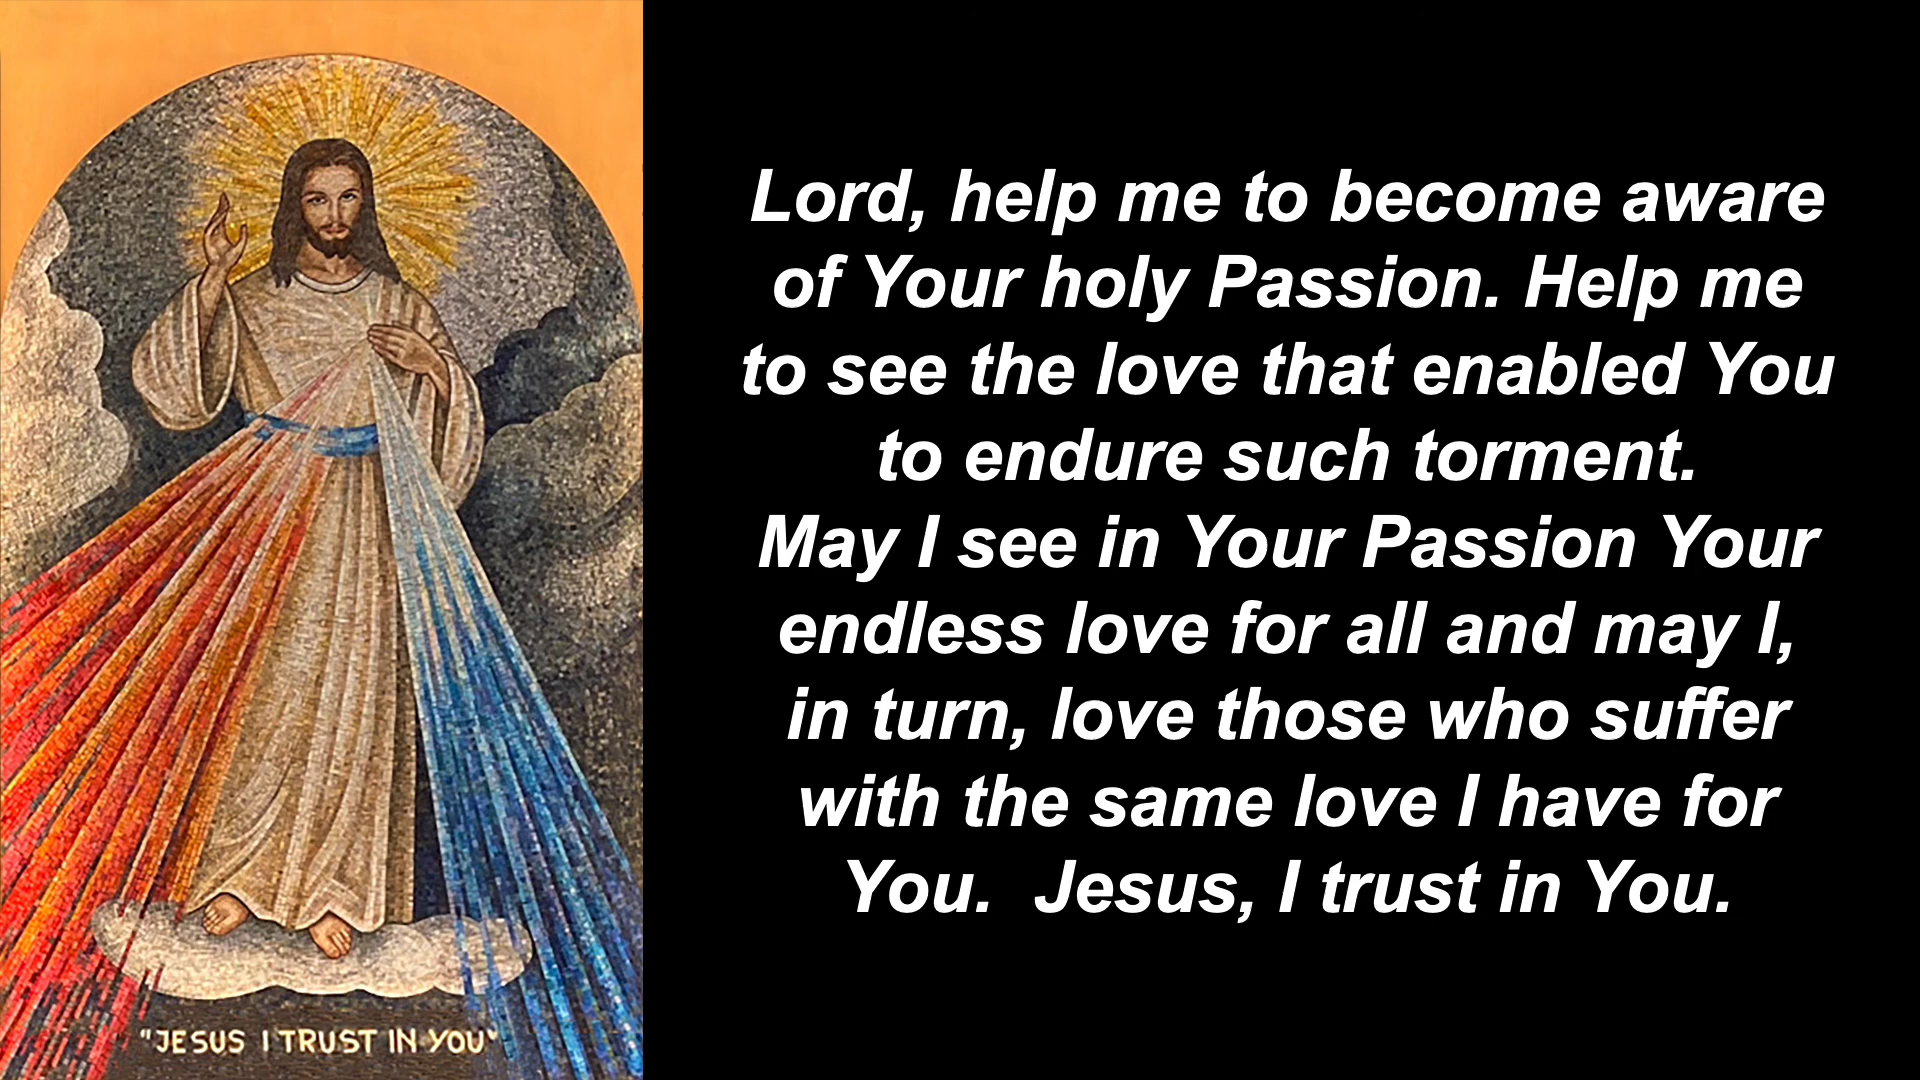 Lord, help me to become aware
of Your holy Passion. Help me
to see the love that enabled You
to endure such torment.
May I see in Your Passion Your
endless love for all and may I,
in turn, love those who suffer
with the same love I have for
You.  Jesus, I trust in You.
"JESUS I TRUST IN YOU"